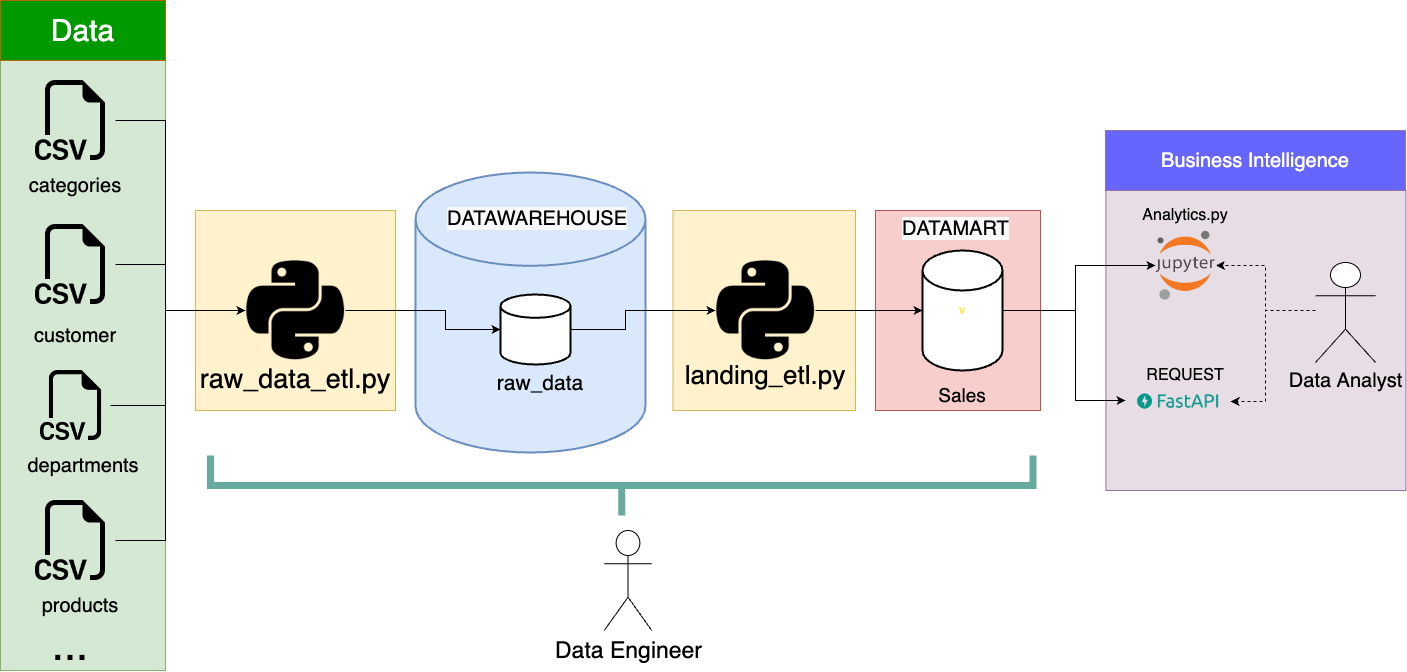 Data
CSV
categories
CSV
customer
CSV
departments
CSV
products
...
raw_data_etl.py
DATAWAREHOUSE
raw_data
landing_etl.py
DATAMART
v
Sales
Business Intelligence
Analytics.py
jupyter
REQUEST
FastAPI
Data Analyst
Data Engineer